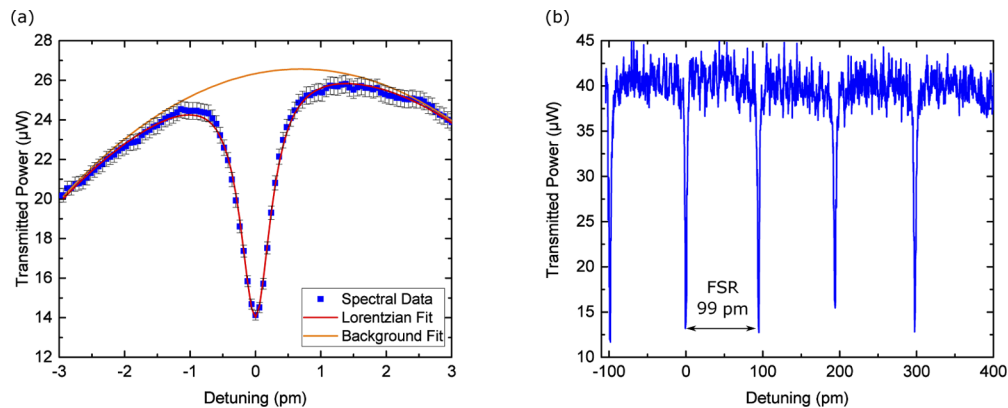 (a)
28
26
24
22
20
18
16
14
12
Transmitted Power (μW)
Spectral Data
Lorentzian Fit
Background Fit
-3
-2
-1
0
1
2
3
Detuning (pm)
(b)
45
40
35
30
25
20
15
10
Transmitted Power (μW)
FSR
99 pm
-100
0
100
200
300
400
Detuning (pm)